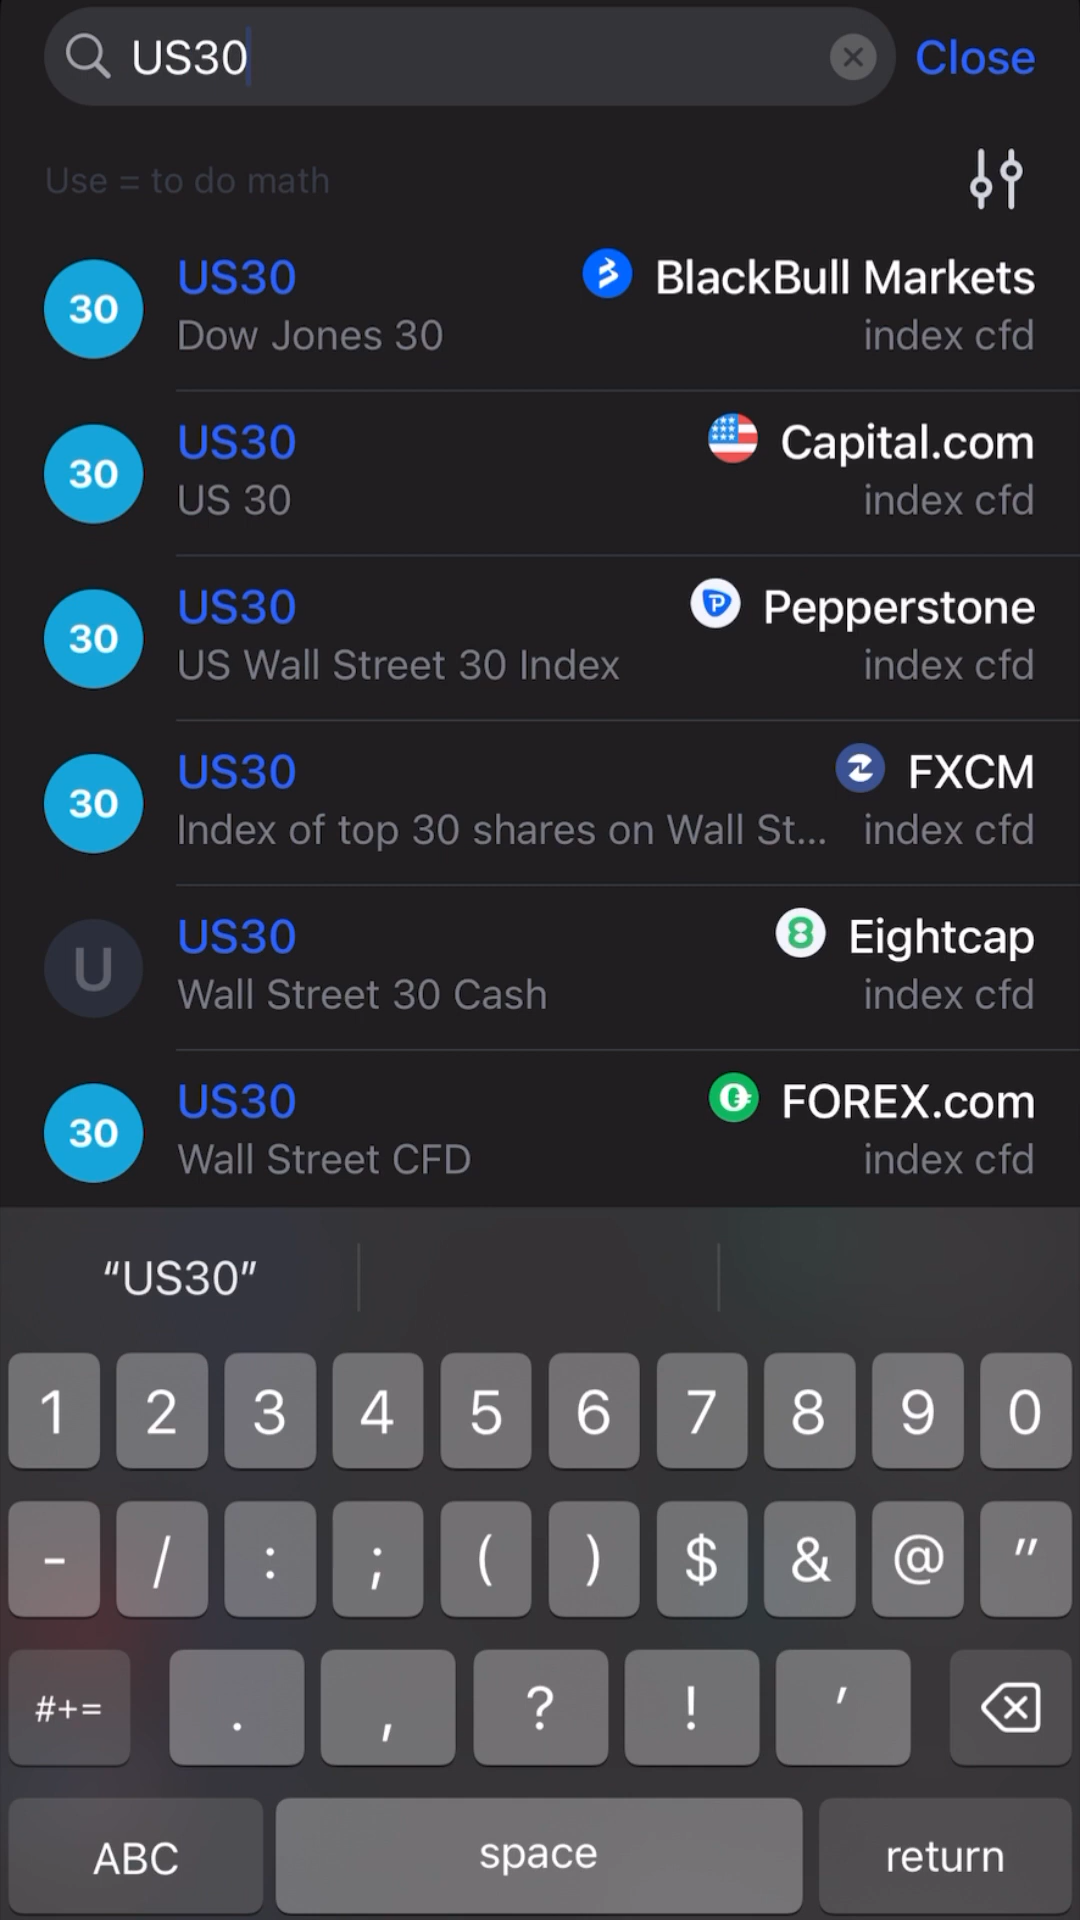 US30
Close
Use = to do math
30 US30 BlackBull Markets
Dow Jones 30 index cfd
30 US30 Capital.com
US 30 index cfd
30 US30 Pepperstone
US Wall Street 30 Index index cfd
30 US30 FXCM
Index of top 30 shares on Wall St... index cfd
U US30 Eightcap
Wall Street 30 Cash index cfd
30 US30 FOREX.com
Wall Street CFD index cfd
“US30”
1 2 3 4 5 6 7 8 9 0
- / : ; ( ) $ & @ "
#+= . , ? ! '
ABC space return